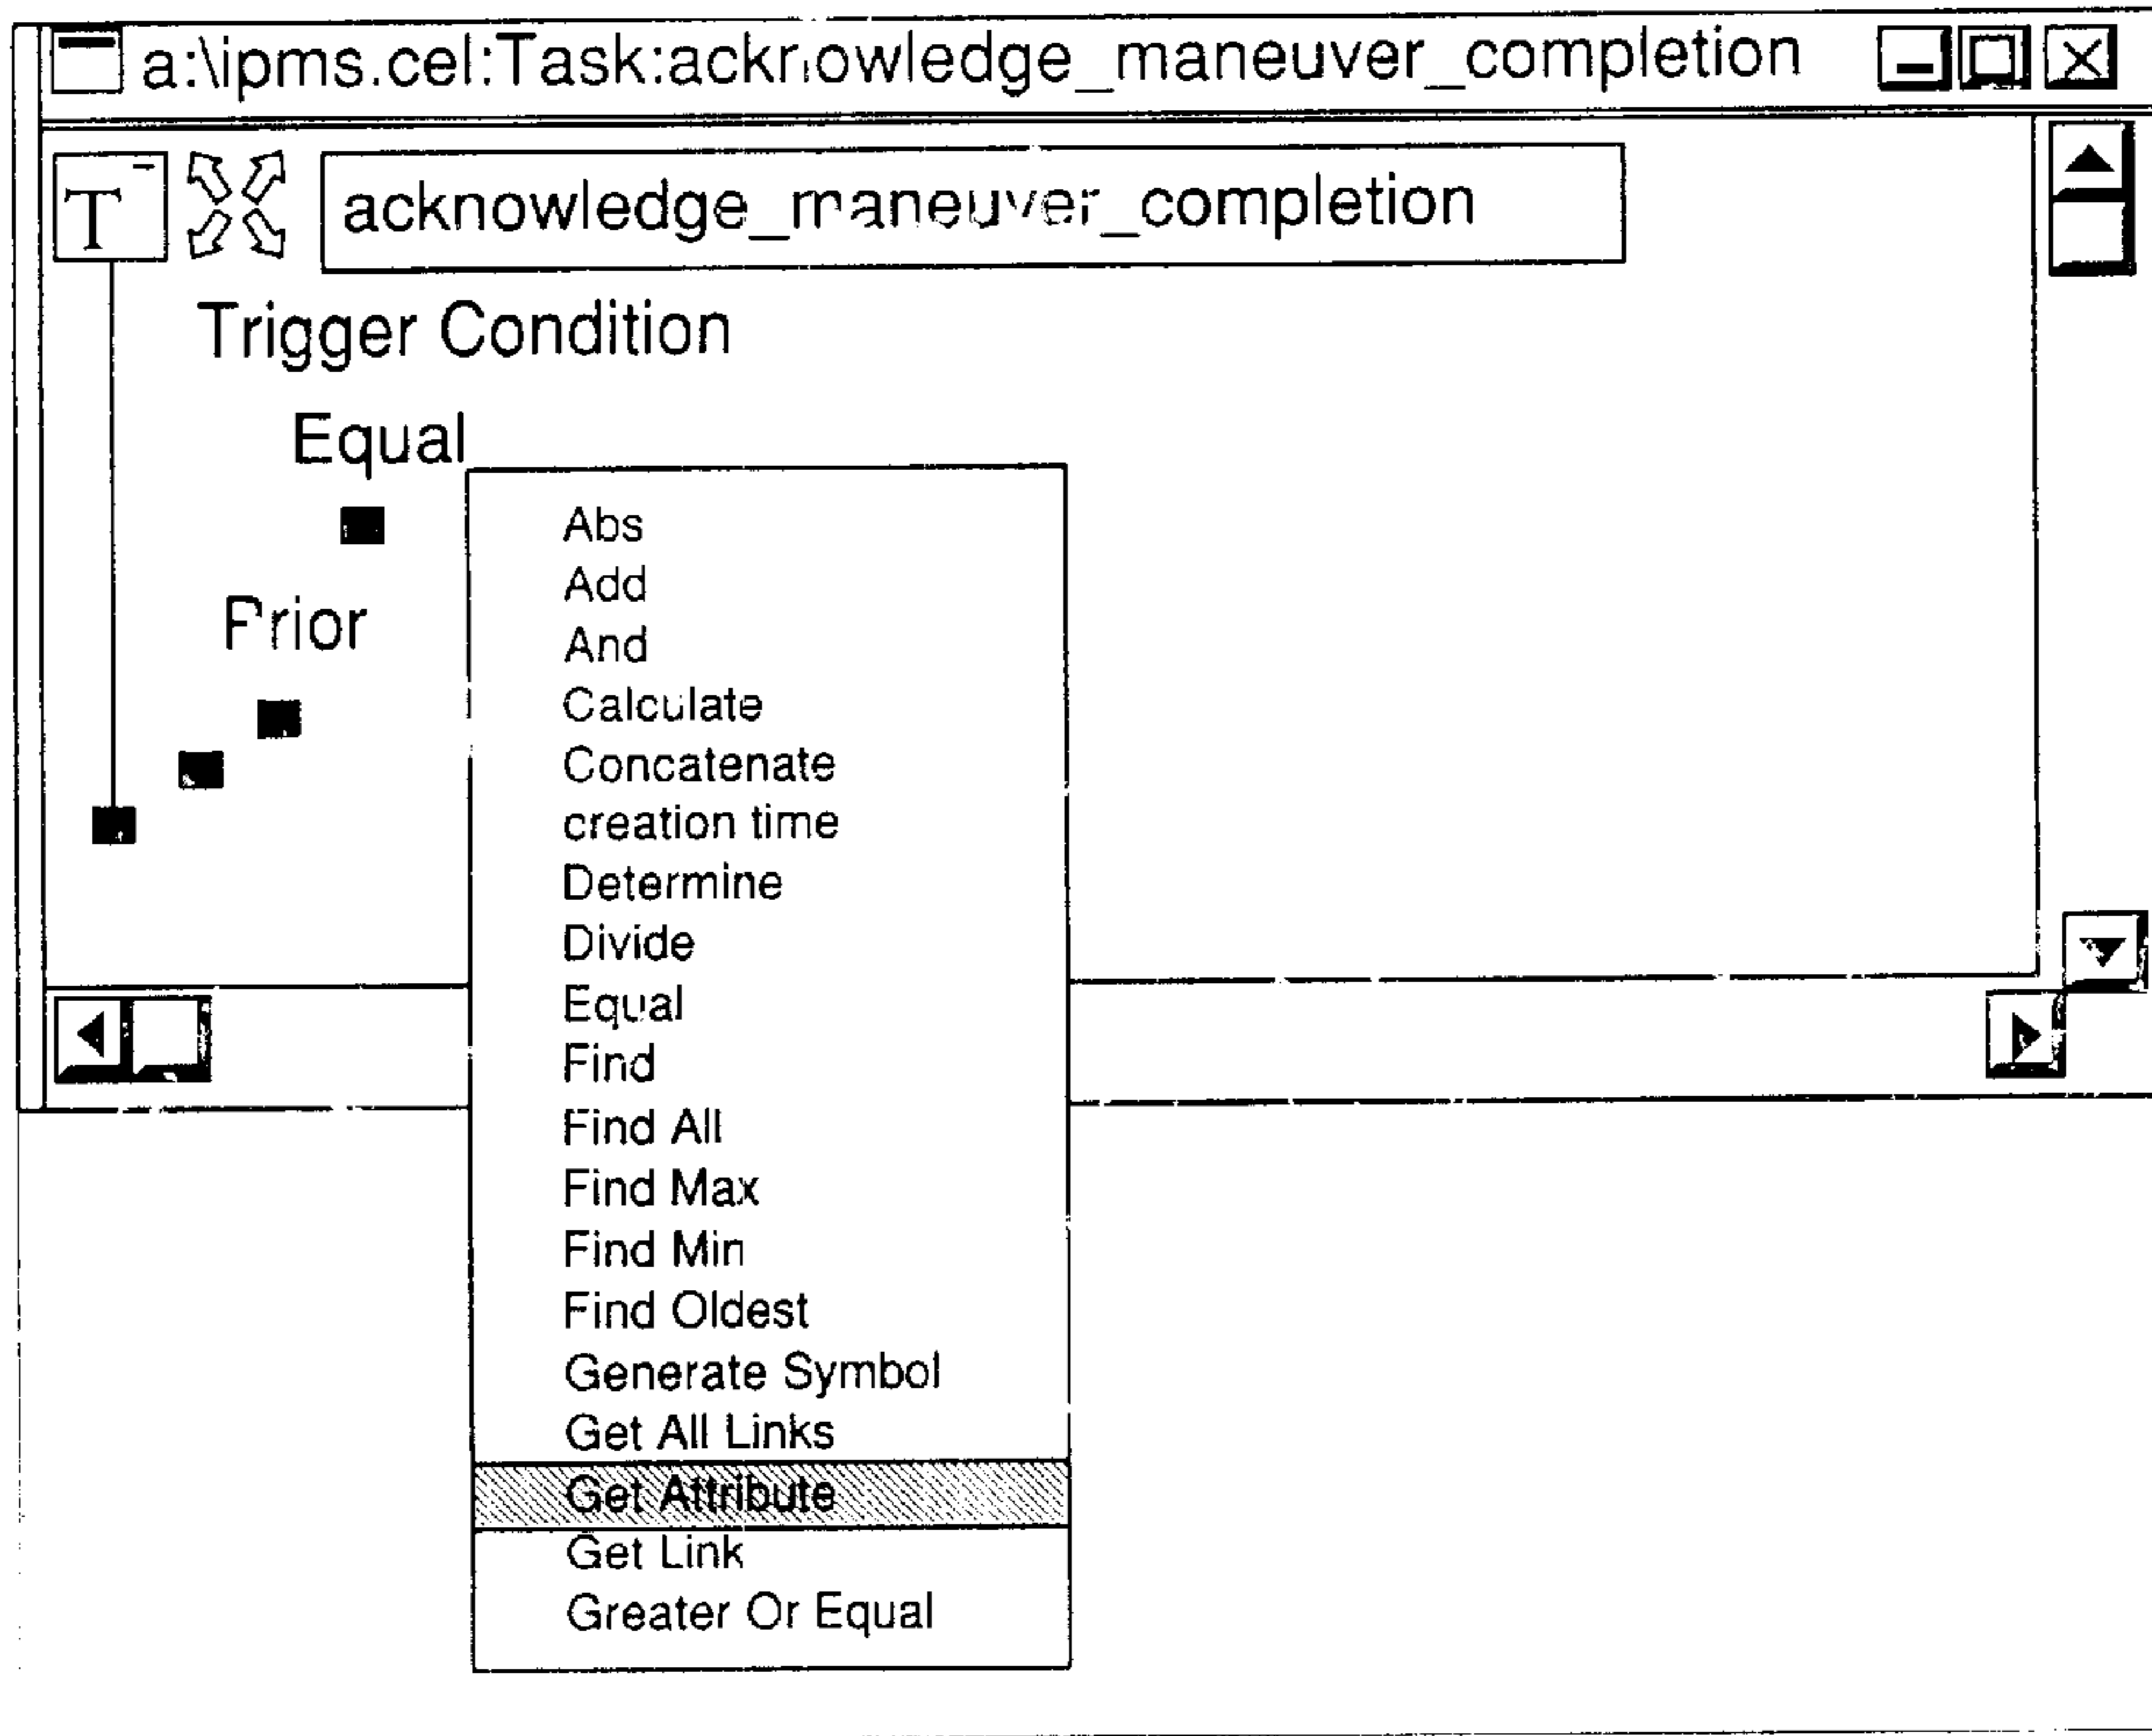 a:\ipms.cel:Task:acknowledge_maneuver_completion
T
acknowledge_maneuver_completion
Trigger Condition
Equal
Prior
Abs
Add
And
Calculate
Concatenate
creation time
Determine
Divide
Equal
Find
Find All
Find Max
Find Min
Find Oldest
Generate Symbol
Get All Links
Get Attribute
Get Link
Greater Or Equal